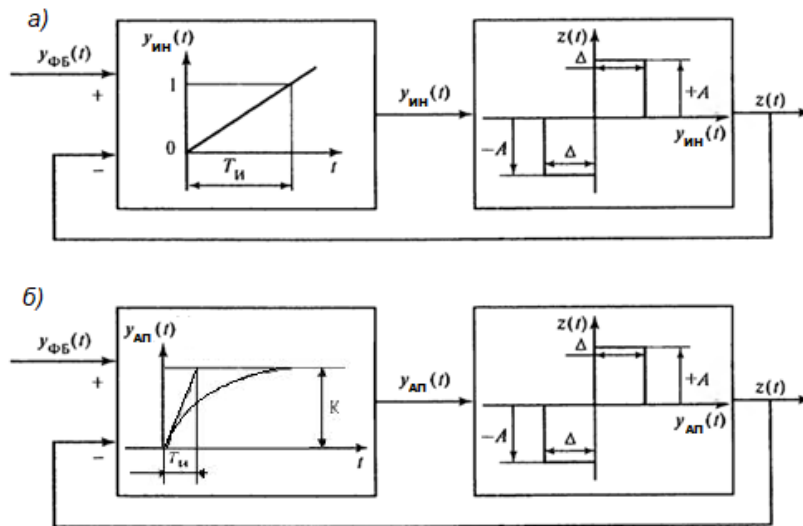 а)
y_ИН(t)
y_ФБ(t)
+
1
0
T_И
t
−
y_ИН(t)
z(t)
Δ
+A
−A
Δ
y_ИН(t)
z(t)
б)
y_АП(t)
y_ФБ(t)
+
К
T_И
t
−
y_АП(t)
z(t)
Δ
+A
−A
Δ
y_АП(t)
z(t)